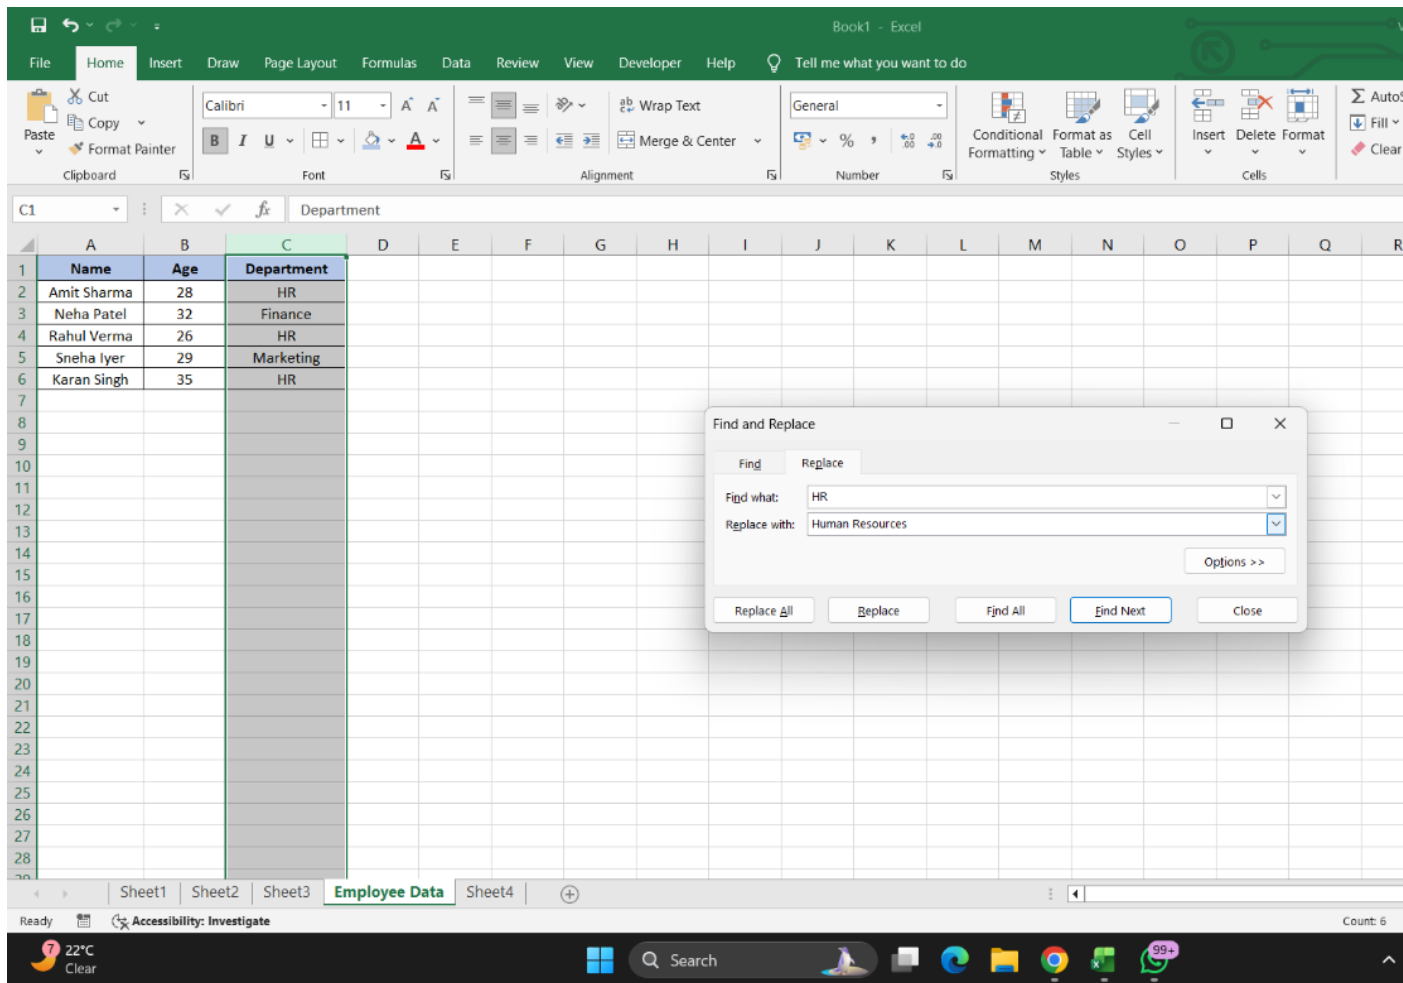 Book1 - Excel
File Home Insert Draw Page Layout Formulas Data Review View Developer Help Tell me what you want to do
Paste
Cut
Copy
Format Painter
Clipboard
Calibri 11 A A
B I U A
Font
ab Wrap Text
Merge & Center
Alignment
General
% , .00 .0
Number
Conditional Formatting
Format as Table
Cell Styles
Styles
Insert Delete Format
Cells
Σ Auto
Fill
Clear
C1 fx Department
A B C D E F G H I J K L M N O P Q R
1 Name Age Department
2 Amit Sharma 28 HR
3 Neha Patel 32 Finance
4 Rahul Verma 26 HR
5 Sneha Iyer 29 Marketing
6 Karan Singh 35 HR
7
8
9
10
11
12
13
14
15
16
17
18
19
20
21
22
23
24
25
26
27
28
Find and Replace
Find Replace
Find what: HR
Replace with: Human Resources
Options >>
Replace All Replace Find All Find Next Close
Sheet1 Sheet2 Sheet3 Employee Data Sheet4
Ready Accessibility: Investigate Count: 6
7 22°C
Clear
Search
99+